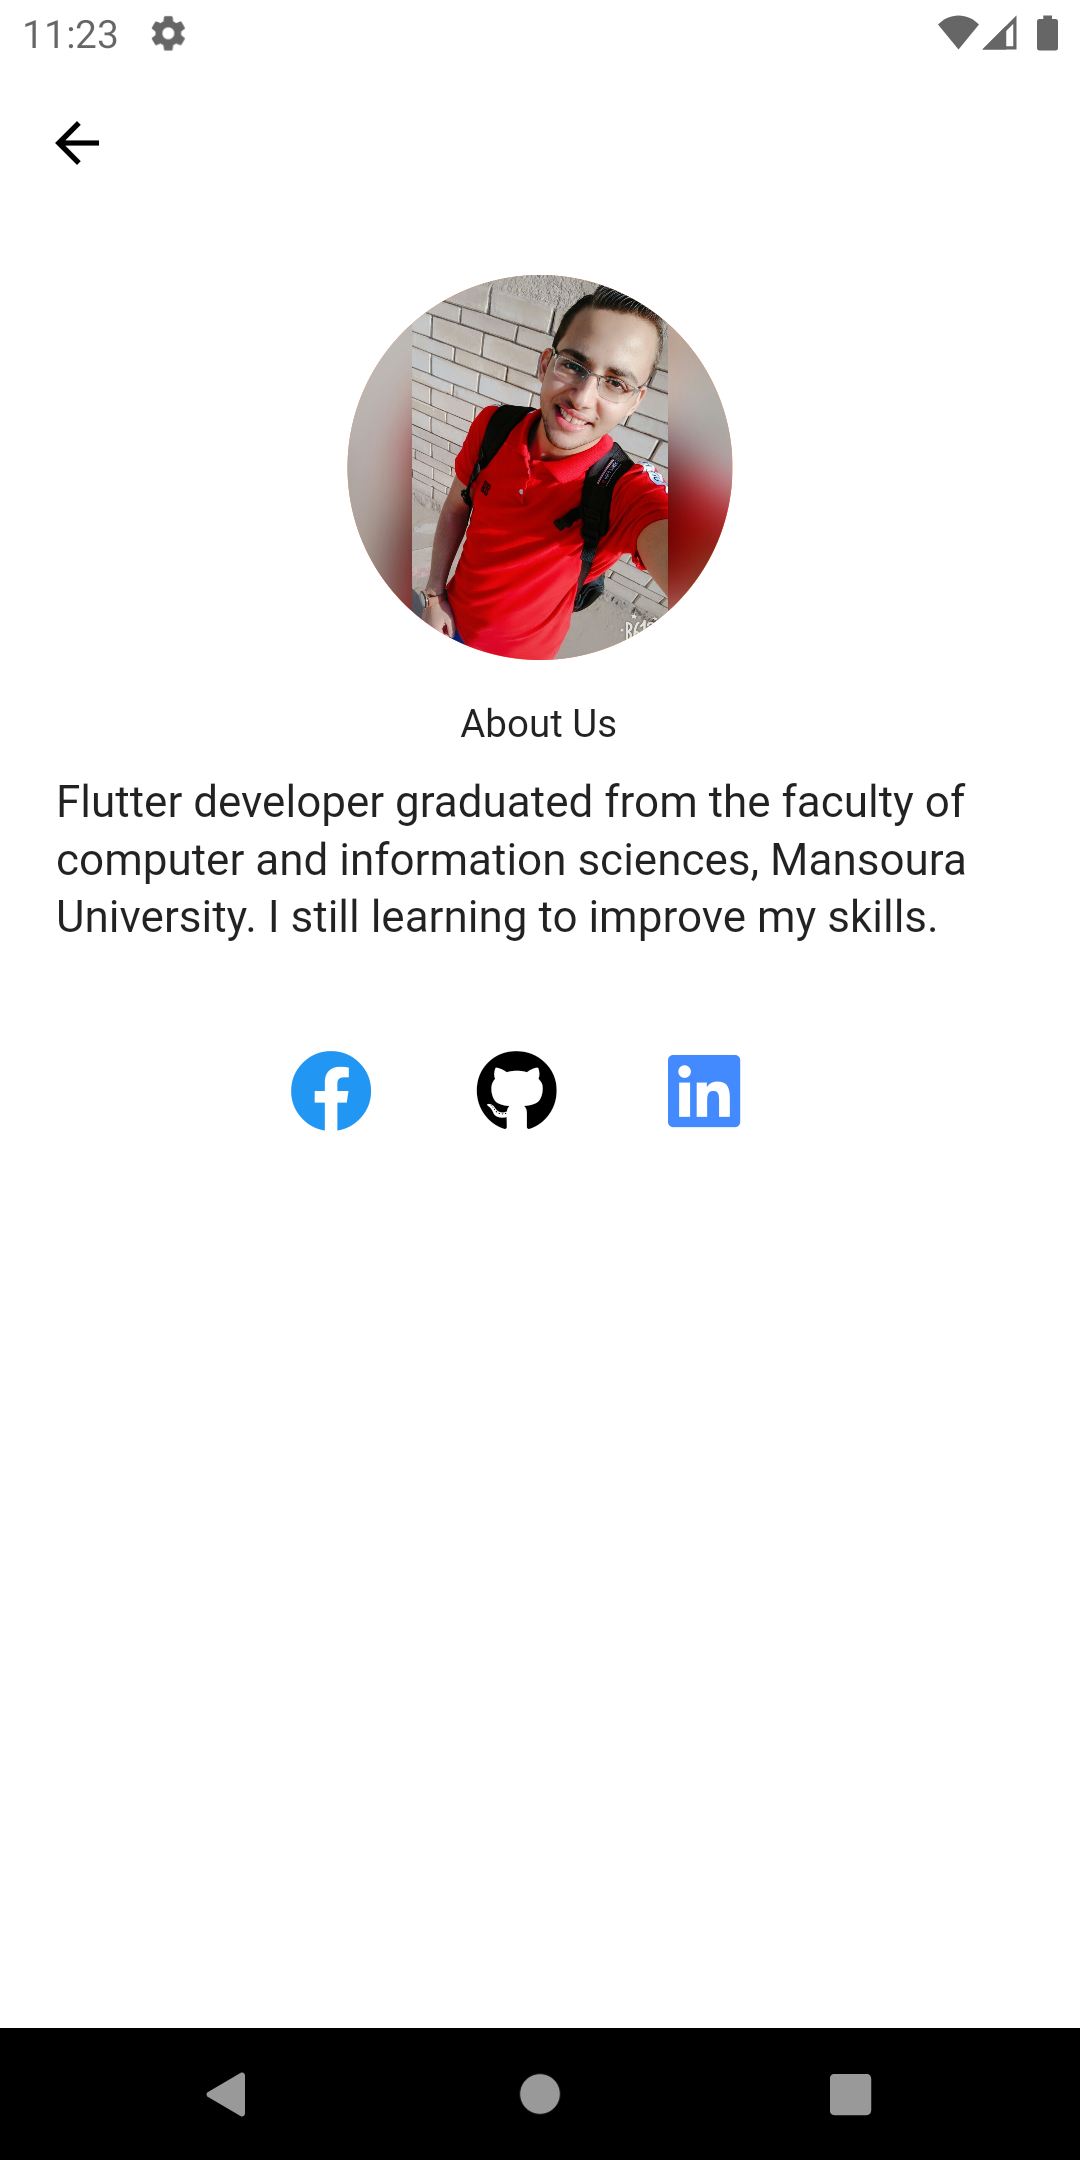 11:23
About Us
Flutter developer graduated from the faculty of
computer and information sciences, Mansoura
University. I still learning to improve my skills.
in